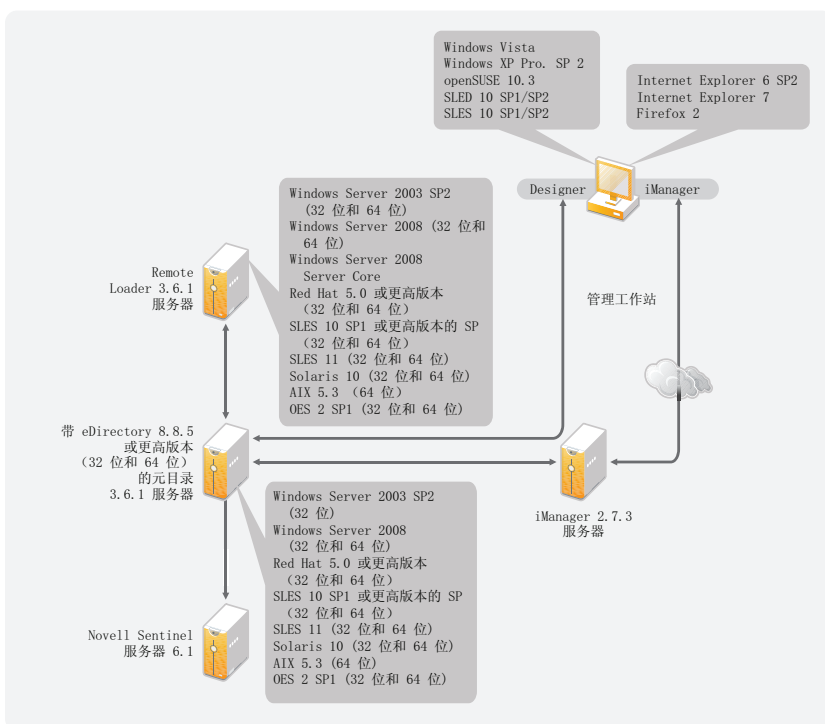 Windows Vista
Windows XP Pro. SP 2
openSUSE 10.3
SLED 10 SP1/SP2
SLES 10 SP1/SP2
Internet Explorer 6 SP2
Internet Explorer 7
Firefox 2
Designer
iManager
管理工作站
Windows Server 2003 SP2
(32 位和 64 位)
Windows Server 2008 (32 位和
64 位)
Windows Server 2008
Server Core
Red Hat 5.0 或更高版本
（32 位和 64 位）
SLES 10 SP1 或更高版本的 SP
（32 位和 64 位）
SLES 11 (32 位和 64 位)
Solaris 10 (32 位和 64 位)
AIX 5.3 （64 位）
OES 2 SP1 (32 位和 64 位)
Remote
Loader 3.6.1
服务器
带 eDirectory 8.8.5
或更高版本
（32 位和 64 位）
的元目录
3.6.1 服务器
iManager 2.7.3
服务器
Windows Server 2003 SP2
(32 位)
Windows Server 2008
(32 位和 64 位)
Red Hat 5.0 或更高版本
（32 位和 64 位）
SLES 10 SP1 或更高版本的 SP
（32 位和 64 位）
SLES 11 (32 位和 64 位)
Solaris 10 (32 位和 64 位)
AIX 5.3 (64 位)
OES 2 SP1 (32 位和 64 位)
Novell Sentinel
服务器 6.1